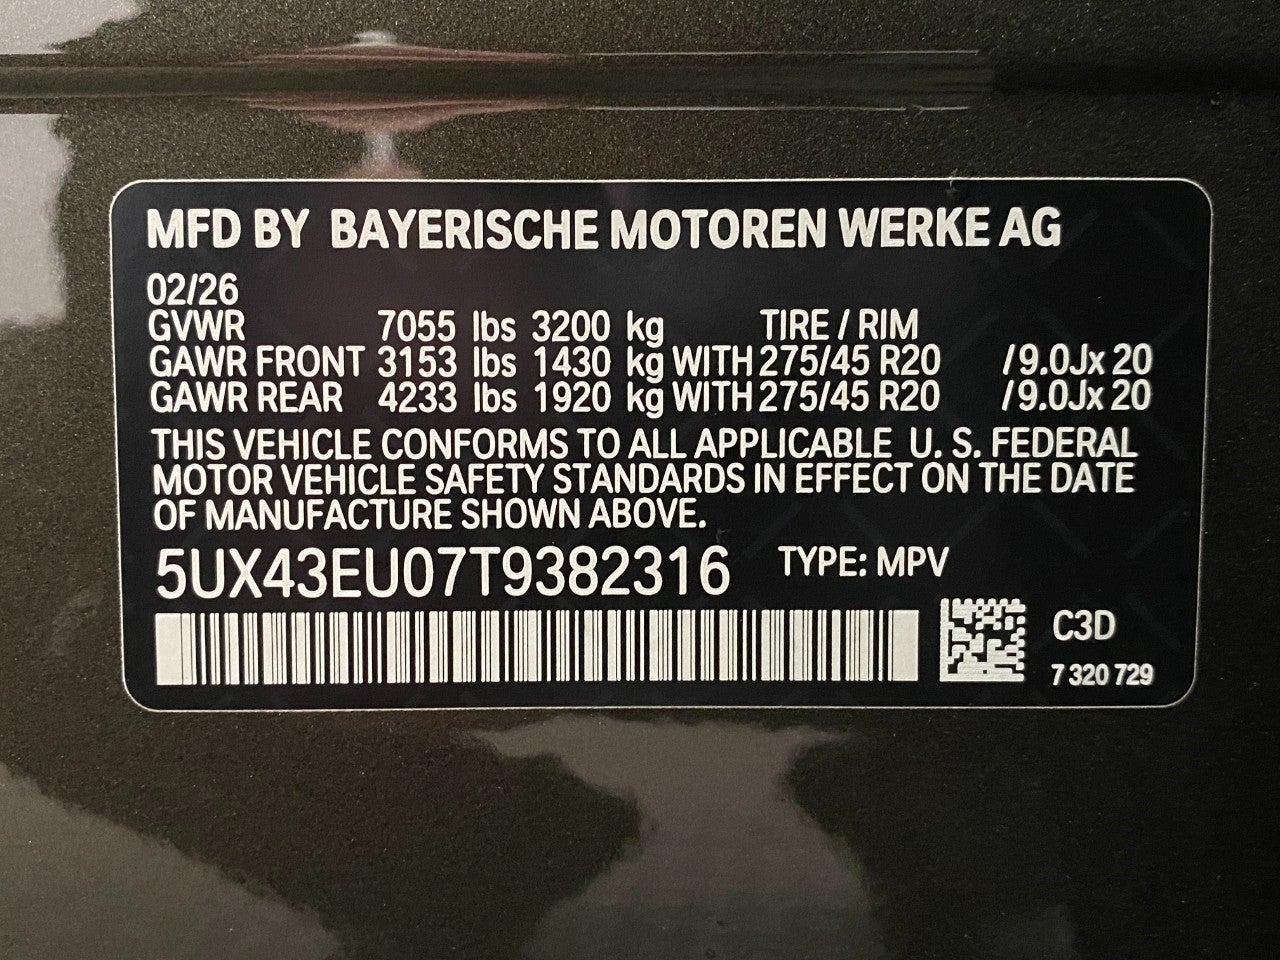 MFD BY BAYERISCHE MOTOREN WERKE AG
02/26
GVWR 7055 lbs 3200 kg TIRE / RIM
GAWR FRONT 3153 lbs 1430 kg WITH 275/45 R20 /9.0Jx 20
GAWR REAR 4233 lbs 1920 kg WITH 275/45 R20 /9.0Jx 20
THIS VEHICLE CONFORMS TO ALL APPLICABLE U. S. FEDERAL
MOTOR VEHICLE SAFETY STANDARDS IN EFFECT ON THE DATE
OF MANUFACTURE SHOWN ABOVE.
5UX43EU07T9382316 TYPE: MPV
C3D
7 320 729